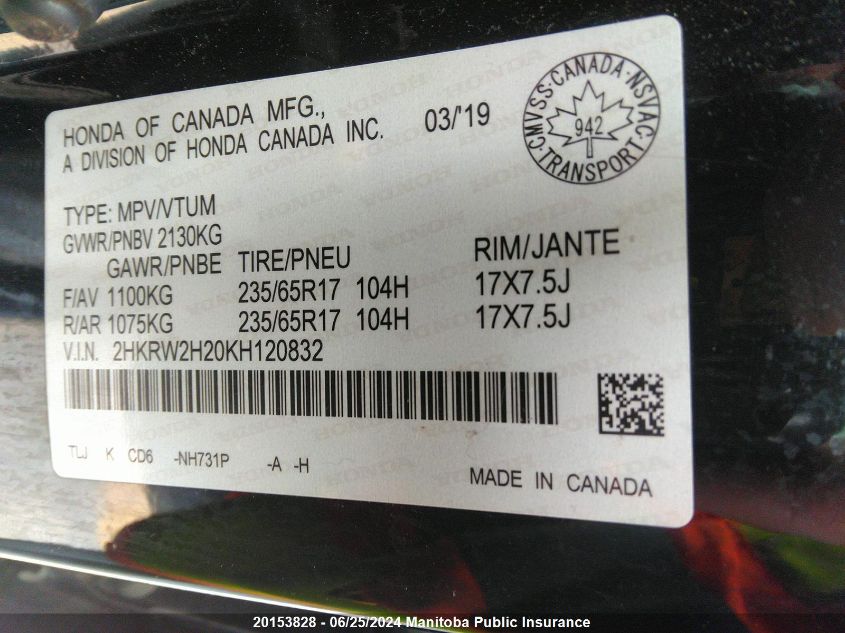 HONDA OF CANADA MFG.,
A DIVISION OF HONDA CANADA INC.
03/'19
CMVSS·CANADA·NSVAC·TRANSPORT·
942
TYPE: MPV/VTUM
GVWR/PNBV 2130KG
GAWR/PNBE TIRE/PNEU RIM/JANTE
F/AV 1100KG 235/65R17 104H 17X7.5J
R/AR 1075KG 235/65R17 104H 17X7.5J
V.I.N. 2HKRW2H20KH120832
TLJ K CD6 -NH731P -A -H
MADE IN CANADA
20153828 - 06/25/2024 Manitoba Public Insurance